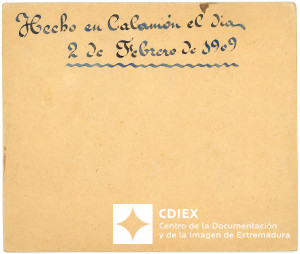 Hecho en Calamón el dia
2 de Febrero de 1909
CDIEX
Centro de la Documentación
y de la Imagen de Extremadura